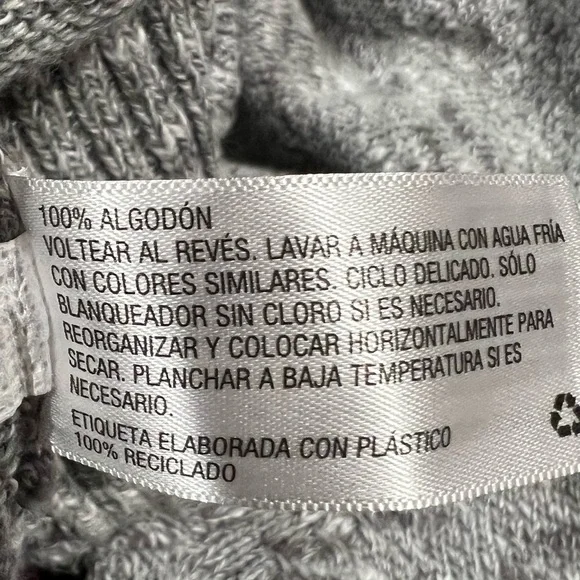 100% ALGODÓN
VOLTEAR AL REVÉS. LAVAR A MÁQUINA CON AGUA FRÍA
CON COLORES SIMILARES. CICLO DELICADO. SÓLO
BLANQUEADOR SIN CLORO SI ES NECESARIO.
REORGANIZAR Y COLOCAR HORIZONTALMENTE PARA
SECAR. PLANCHAR A BAJA TEMPERATURA SI ES
NECESARIO.
ETIQUETA ELABORADA CON PLÁSTICO
100% RECICLADO